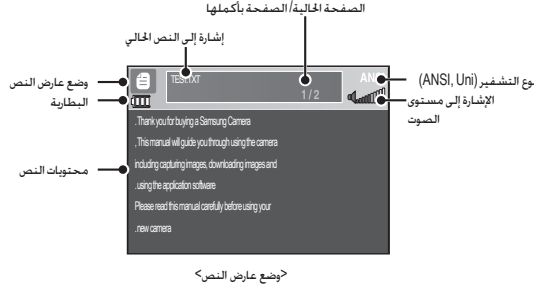 الصفحة الحالية/ الصفحة بأكملها
إشارة إلى النص الحالي
وضع عارض النص
البطارية
محتويات النص
وع التشفير (ANSI, Uni)
الإشارة إلى مستوى
الصوت
TEST.TXT
1 / 2
ANSI
.Thank you for buying a Samsung Camera
,This manual will guide you through using the camera
including capturing images, downloading images and
.using the application software
Please read this manual carefully before using your
.new camera
<وضع عارض النص>